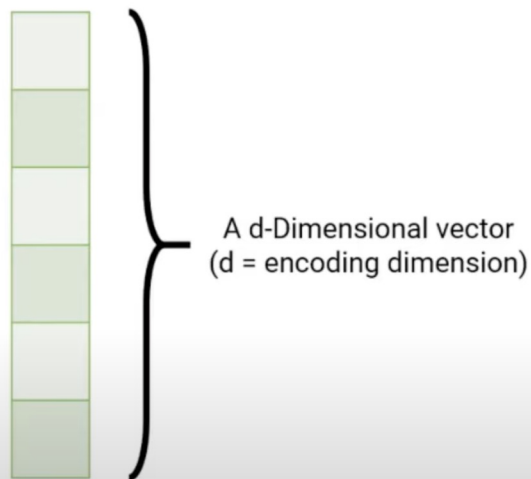 A d-Dimensional vector
(d = encoding dimension)